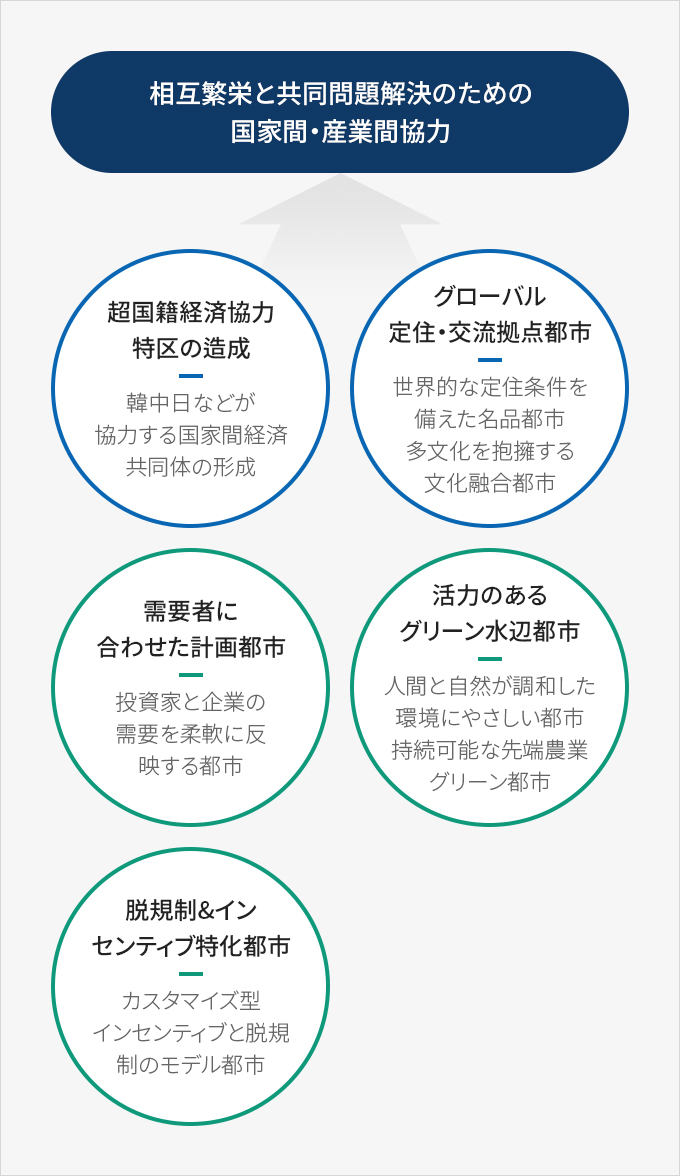 相互繁栄と共同問題解決のための
国家間・産業間協力
超国籍経済協力
特区の造成
韓中日などが
協力する国家間経済
共同体の形成
グローバル
定住・交流拠点都市
世界的な定住条件を
備えた名品都市
多文化を抱擁する
文化融合都市
需要者に
合わせた計画都市
投資家と企業の
需要を柔軟に反
映する都市
活力のある
グリーン水辺都市
人間と自然が調和した
環境にやさしい都市
持続可能な先端農業
グリーン都市
脱規制&イン
センティブ特化都市
カスタマイズ型
インセンティブと脱規
制のモデル都市